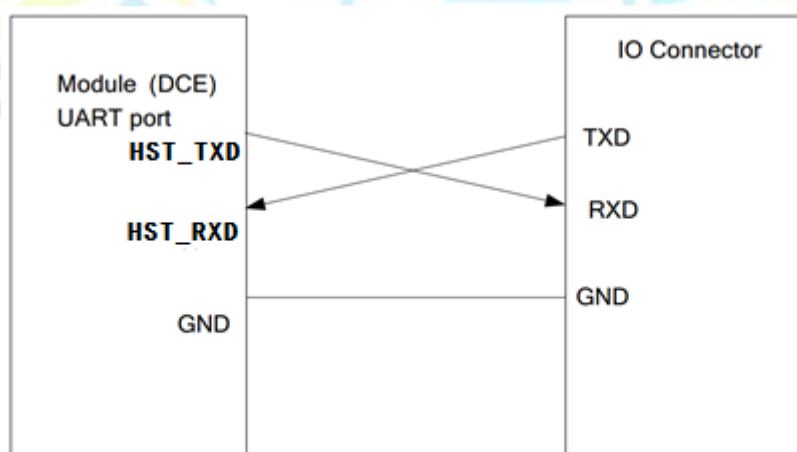 Module (DCE)
UART port
HST_TXD
HST_RXD
GND
IO Connector
TXD
RXD
GND